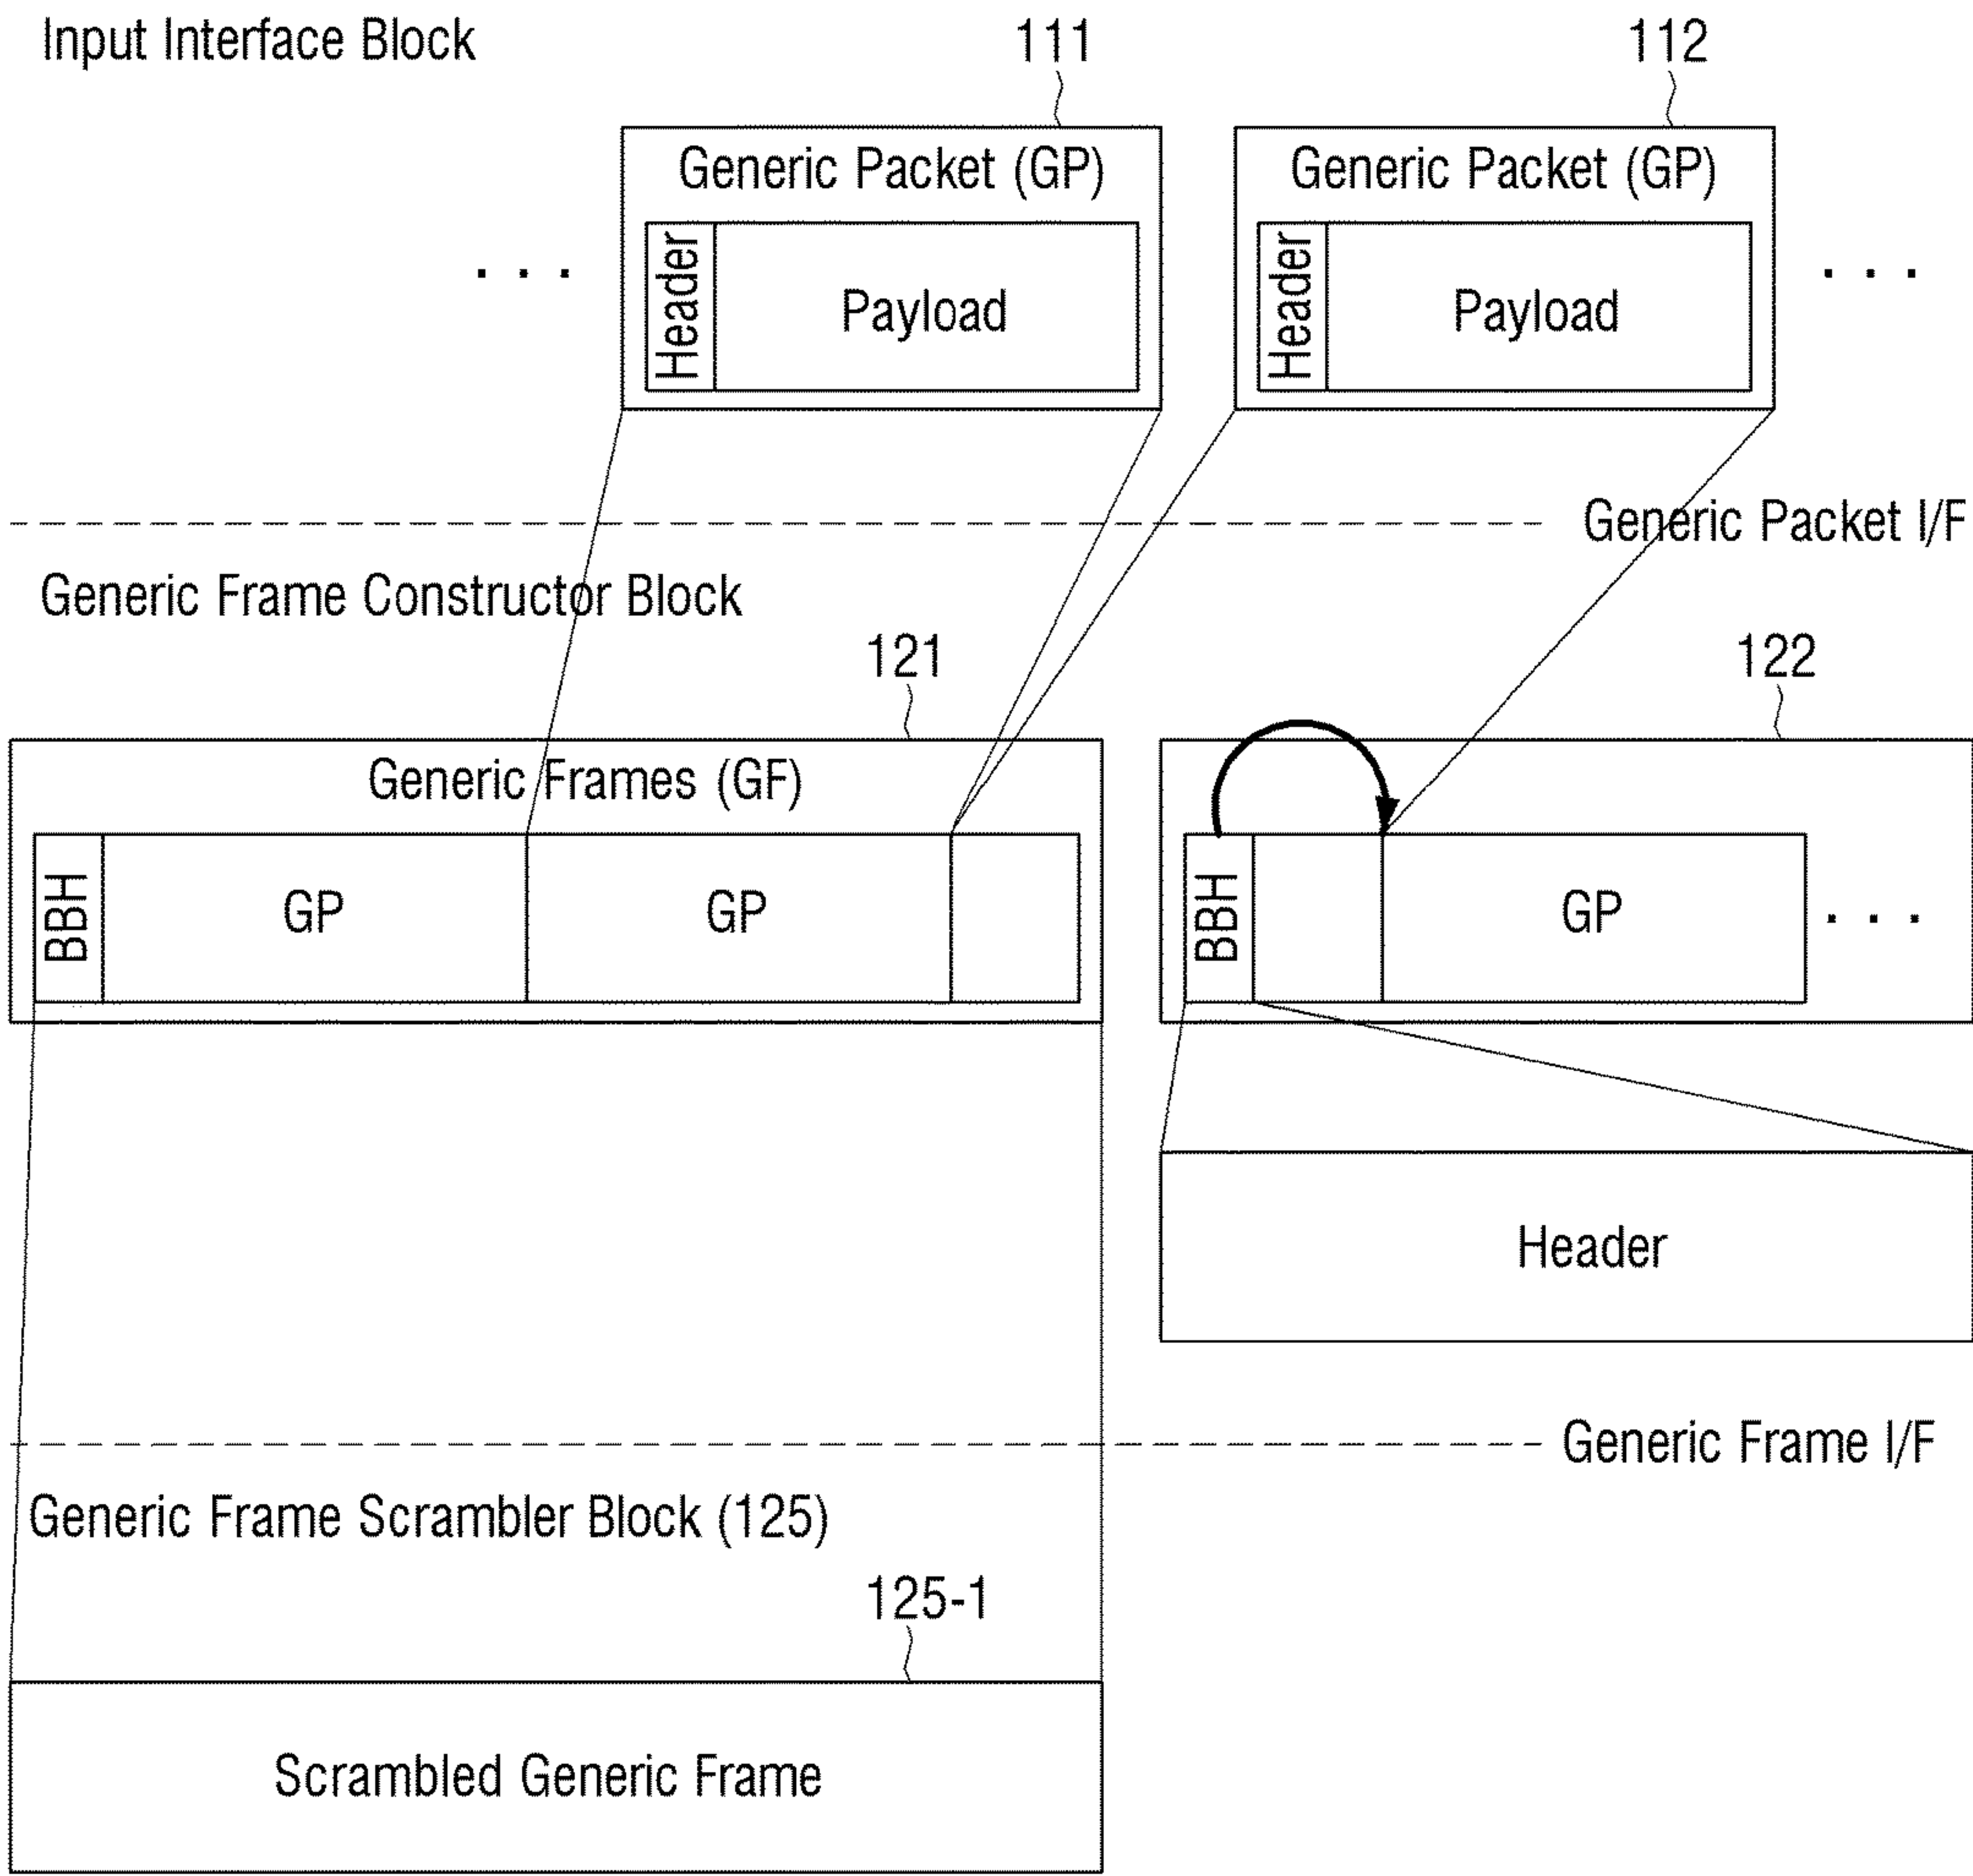 Input Interface Block
111
112
Generic Packet (GP)
Generic Packet (GP)
. . .
Header
Payload
Header
Payload
. . .
Generic Packet I/F
Generic Frame Constructor Block
121
122
Generic Frames (GF)
BBH
GP
GP
BBH
GP
. . .
Header
Generic Frame I/F
Generic Frame Scrambler Block (125)
125-1
Scrambled Generic Frame